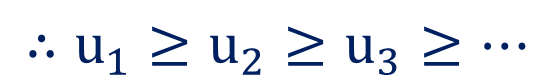 ∴ u₁ ≥ u₂ ≥ u₃ ≥ ⋯